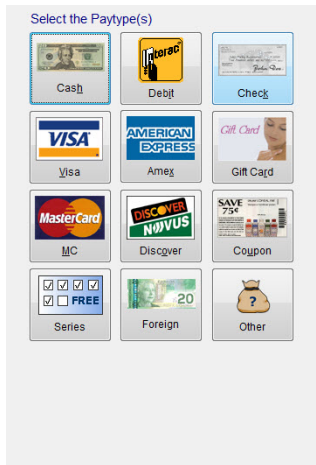 Select the Paytype(s)
Interac
Cash
Debit
Check
VISA
AMERICAN
EXPRESS
Gift Card
Visa
Amex
Gift Card
MasterCard
DISCOVER
NOVUS
SAVE
75¢
MC
Discover
Coupon
FREE
20
?
Series
Foreign
Other